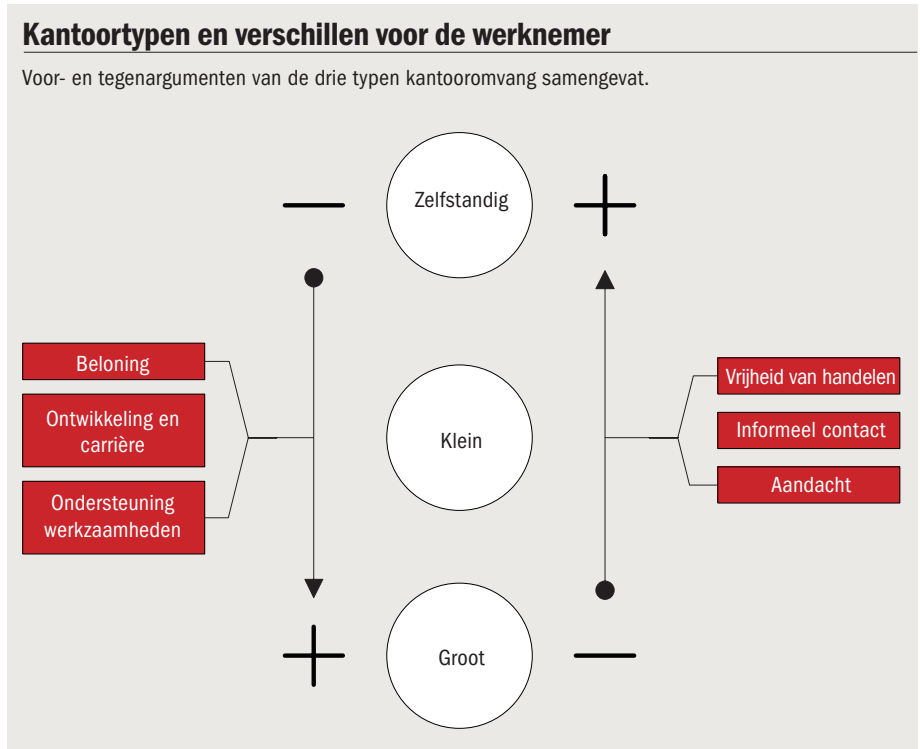 Kantoortypen en verschillen voor de werknemer
Voor- en tegenargumenten van de drie typen kantooromvang samengevat.
Zelfstandig
Beloning
Ontwikkeling en
carrière
Ondersteuning
werkzaamheden
Klein
Vrijheid van handelen
Informeel contact
Aandacht
Groot